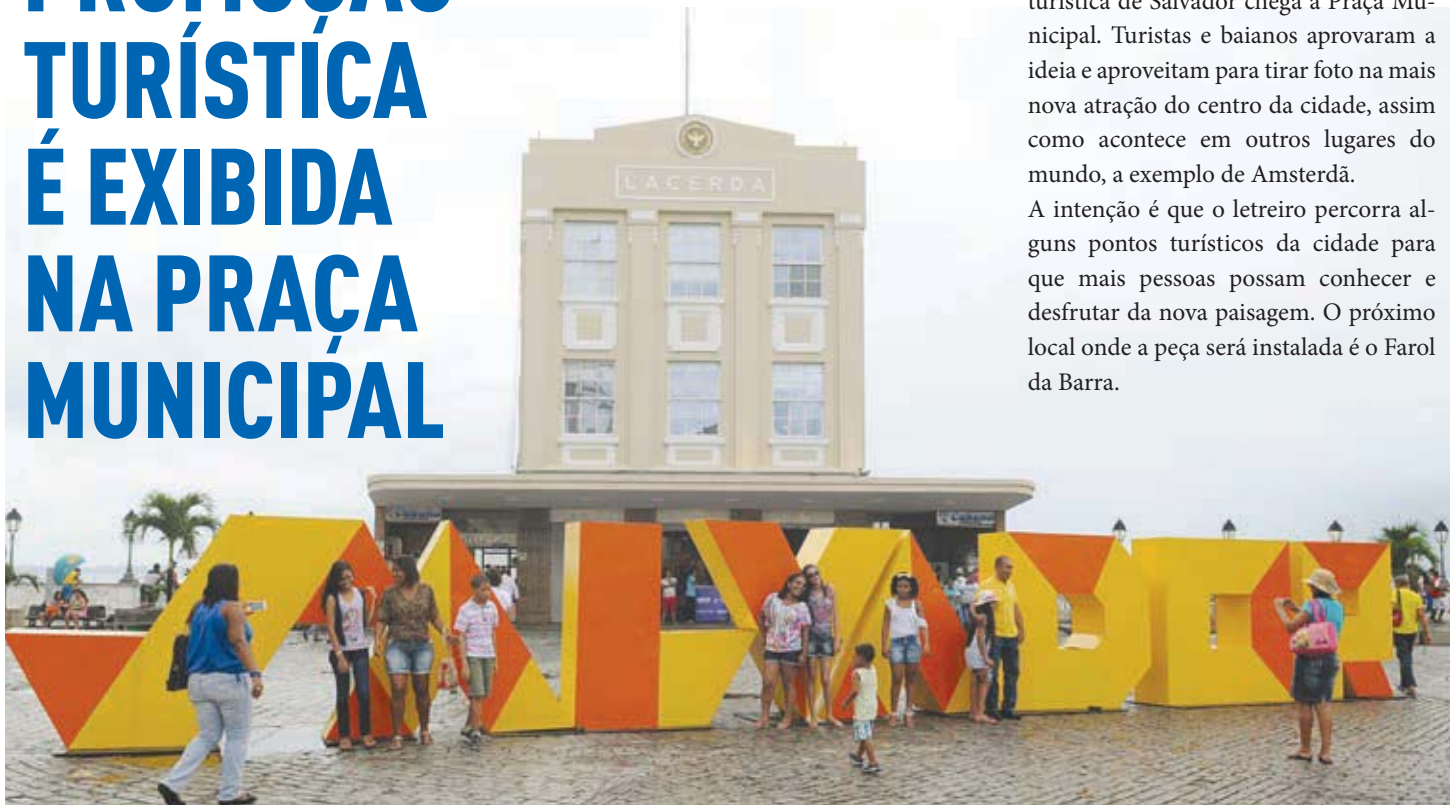 PROMOÇÃO
TURÍSTICA
É EXIBIDA
NA PRAÇA
MUNICIPAL
turística de Salvador chega à Praça Mu-
nicipal. Turistas e baianos aprovaram a
ideia e aproveitam para tirar foto na mais
nova atração do centro da cidade, assim
como acontece em outros lugares do
mundo, a exemplo de Amsterdã.
A intenção é que o letreiro percorra al-
guns pontos turísticos da cidade para
que mais pessoas possam conhecer e
desfrutar da nova paisagem. O próximo
local onde a peça será instalada é o Farol
da Barra.
LACERDA
SALVADOR